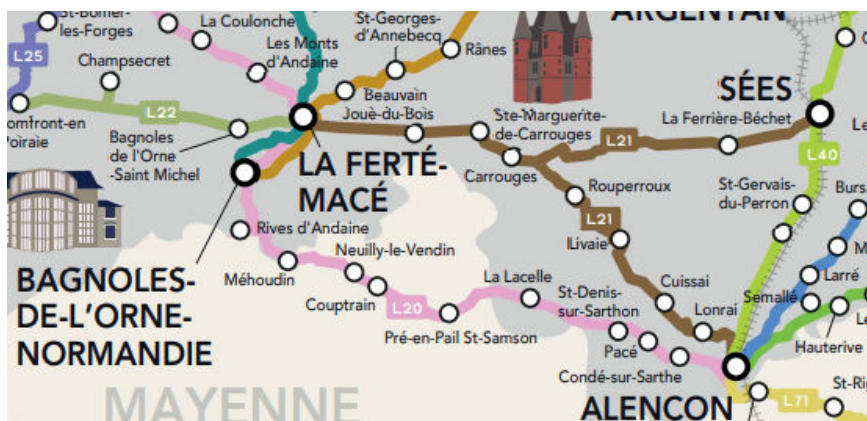 St-Bômer-
les-Forges
La Coulonche
St-Georges-
d'Annebecq
ARGENTAN
L25
Champsecret
Les Monts
d'Andaine
Rânes
SÉES
L22
Beauvain
Joué-du-Bois
Ste-Marguerite-
de-Carrouges
La Ferrière-Béchet
Bagnoles
de l'Orne
-Saint Michel
LA FERTÉ-
MACÉ
Carrouges
L21
L40
Rouperroux
St-Gervais-
du-Perron
L21
Rives d'Andaine
Livaie
Neuilly-le-Vendin
Méhoudin
La Lacelle
Cuissai
Larré
BAGNOLES-
DE-L'ORNE-
NORMANDIE
Couptrain
L20
St-Denis-
sur-Sarthon
Lonrai
Semallé
Pré-en-Pail St-Samson
Pacé
Hauterive
Condé-sur-Sarthe
MAYENNE
ALENÇON
L71